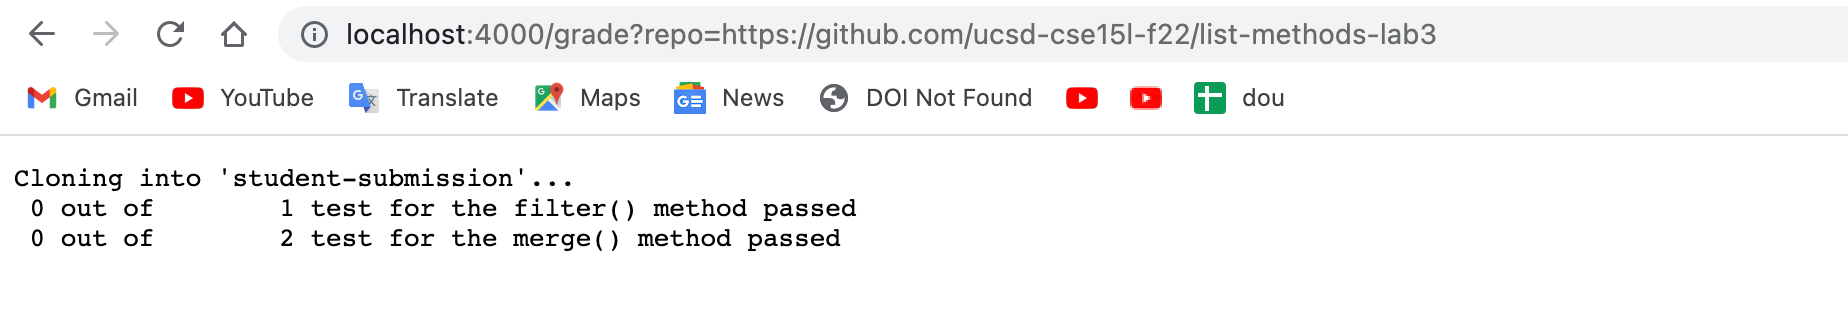 localhost:4000/grade?repo=https://github.com/ucsd-cse15l-f22/list-methods-lab3
Gmail YouTube Translate Maps News DOI Not Found dou
Cloning into 'student-submission'...
 0 out of        1 test for the filter() method passed
 0 out of        2 test for the merge() method passed